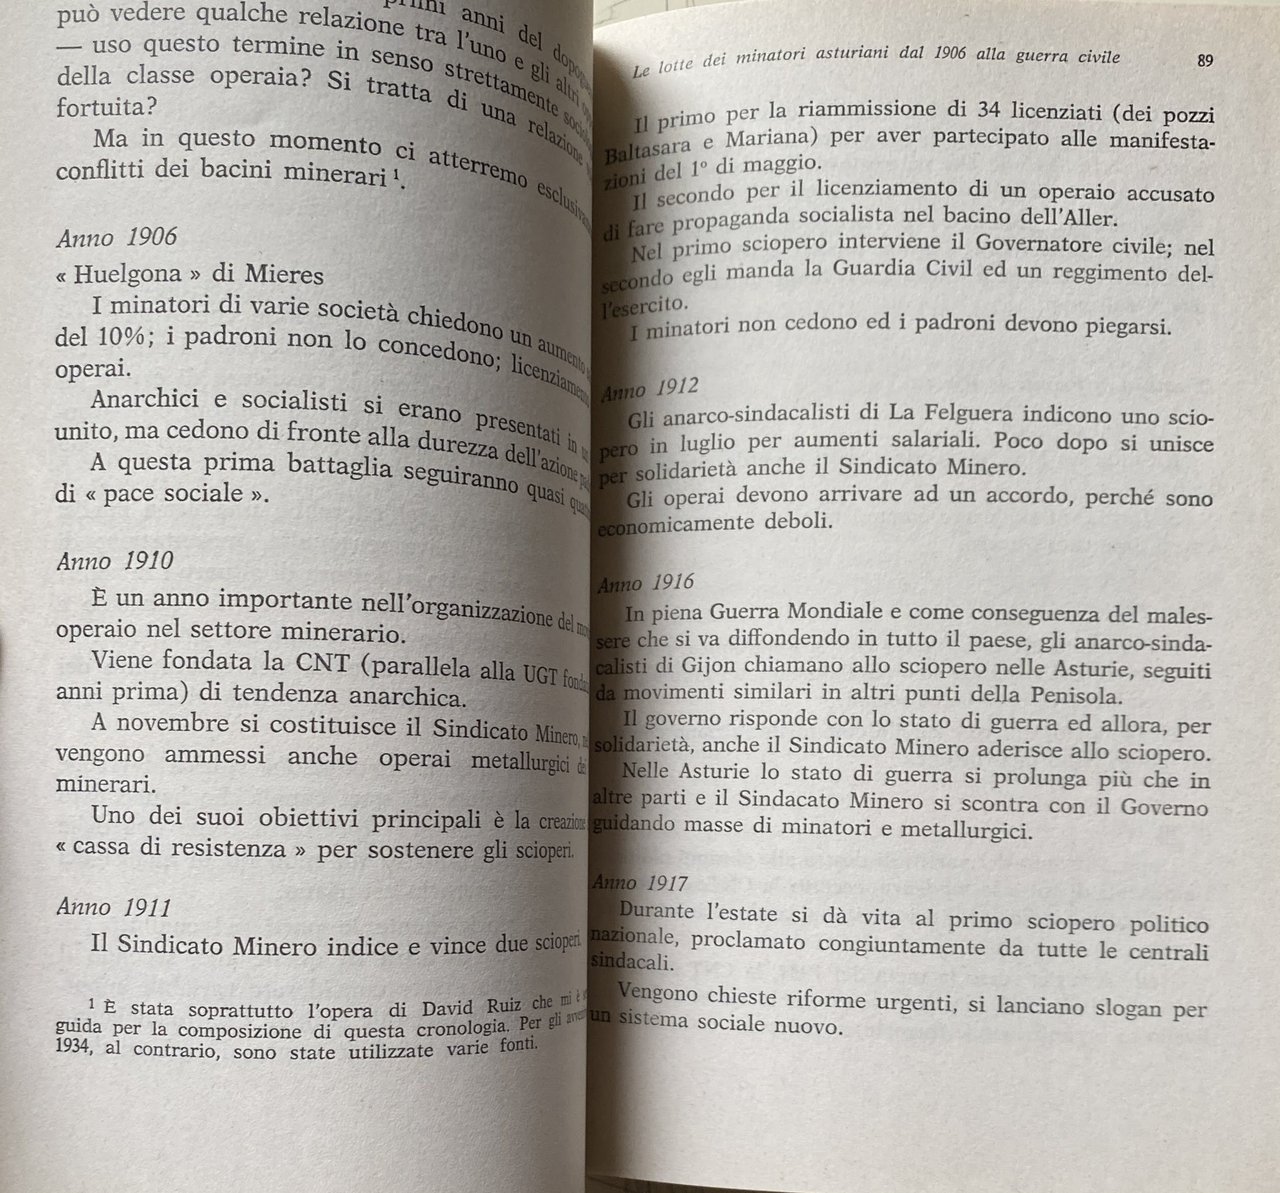 primi anni del
può vedere qualche relazione tra l'uno e gli altri
— uso questo termine in senso strettamente
della classe operaia? Si tratta di una relazione
fortuita?
Ma in questo momento ci atterremo
conflitti dei bacini minerari ¹.
Anno 1906
« Huelgona » di Mieres
I minatori di varie società chiedono un aumento
del 10%; i padroni non lo concedono;
operai.
Anarchici e socialisti si erano presentati in
unito, ma cedono di fronte alla durezza dell'azione
A questa prima battaglia seguiranno quasi
di « pace sociale ».
Anno 1910
È un anno importante nell'organizzazione del
operaio nel settore minerario.
Viene fondata la CNT (parallela alla UGT
anni prima) di tendenza anarchica.
A novembre si costituisce il Sindicato Minero,
vengono ammessi anche operai metallurgici
minerari.
Uno dei suoi obiettivi principali è la creazione
« cassa di resistenza » per sostenere gli scioperi.
Anno 1911
Il Sindicato Minero indice e vince due scioperi.
¹ È stata soprattutto l'opera di David Ruiz che mi è
guida per la composizione di questa cronologia. Per gli
1934, al contrario, sono state utilizzate varie fonti.
Le lotte dei minatori asturiani dal 1906 alla guerra civile 89
Il primo per la riammissione di 34 licenziati (dei pozzi
Baltasara e Mariana) per aver partecipato alle manifesta-
zioni del 1° di maggio.
Il secondo per il licenziamento di un operaio accusato
di fare propaganda socialista nel bacino dell'Aller.
Nel primo sciopero interviene il Governatore civile; nel
secondo egli manda la Guardia Civil ed un reggimento del-
l'esercito.
I minatori non cedono ed i padroni devono piegarsi.
Anno 1912
Gli anarco-sindacalisti di La Felguera indicono uno scio-
pero in luglio per aumenti salariali. Poco dopo si unisce
per solidarietà anche il Sindicato Minero.
Gli operai devono arrivare ad un accordo, perché sono
economicamente deboli.
Anno 1916
In piena Guerra Mondiale e come conseguenza del males-
sere che si va diffondendo in tutto il paese, gli anarco-sinda-
calisti di Gijon chiamano allo sciopero nelle Asturie, seguiti
da movimenti similari in altri punti della Penisola.
Il governo risponde con lo stato di guerra ed allora, per
solidarietà, anche il Sindicato Minero aderisce allo sciopero.
Nelle Asturie lo stato di guerra si prolunga più che in
altre parti e il Sindacato Minero si scontra con il Governo
guidando masse di minatori e metallurgici.
Anno 1917
Durante l'estate si dà vita al primo sciopero politico
nazionale, proclamato congiuntamente da tutte le centrali
sindacali.
Vengono chieste riforme urgenti, si lanciano slogan per
un sistema sociale nuovo.